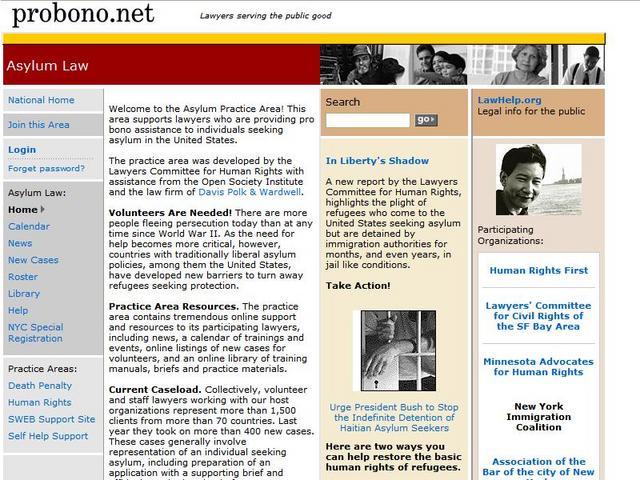 probono.net
Lawyers serving the public good
Asylum Law
National Home
Join this Area
Login
Forget password?
Asylum Law:
Home
Calendar
News
New Cases
Roster
Library
Help
NYC Special
Registration
Practice Areas:
Death Penalty
Human Rights
SWEB Support Site
Self Help Support
Welcome to the Asylum Practice Area! This
area supports lawyers who are providing pro
bono assistance to individuals seeking
asylum in the United States.
The practice area was developed by the
Lawyers Committee for Human Rights with
assistance from the Open Society Institute
and the law firm of Davis Polk & Wardwell.
Volunteers Are Needed! There are more
people fleeing persecution today than at any
time since World War II. As the need for
help becomes more critical, however,
countries with traditionally liberal asylum
policies, among them the United States,
have developed new barriers to turn away
refugees seeking protection.
Practice Area Resources. The practice
area contains tremendous online support
and resources to its participating lawyers,
including news, a calendar of trainings and
events, online listings of new cases for
volunteers, and an online library of training
manuals, briefs and practice materials.
Current Caseload. Collectively, volunteer
and staff lawyers working with our host
organizations represent more than 1,500
clients from more than 70 countries. Last
year they took on more than 400 new cases.
These cases generally involve
representation of an individual seeking
asylum, including preparation of an
application with a supporting brief and
Search
go
In Liberty's Shadow
A new report by the Lawyers
Committee for Human Rights,
highlights the plight of
refugees who come to the
United States seeking asylum
but are detained by
immigration authorities for
months, and even years, in
jail like conditions.
Take Action!
Urge President Bush to Stop
the Indefinite Detention of
Haitian Asylum Seekers
Here are two ways you
can help restore the basic
human rights of refugees.
LawHelp.org
Legal info for the public
Participating
Organizations:
Human Rights First
Lawyers' Committee
for Civil Rights of
the SF Bay Area
Minnesota Advocates
for Human Rights
New York
Immigration
Coalition
Association of the
Bar of the city of New